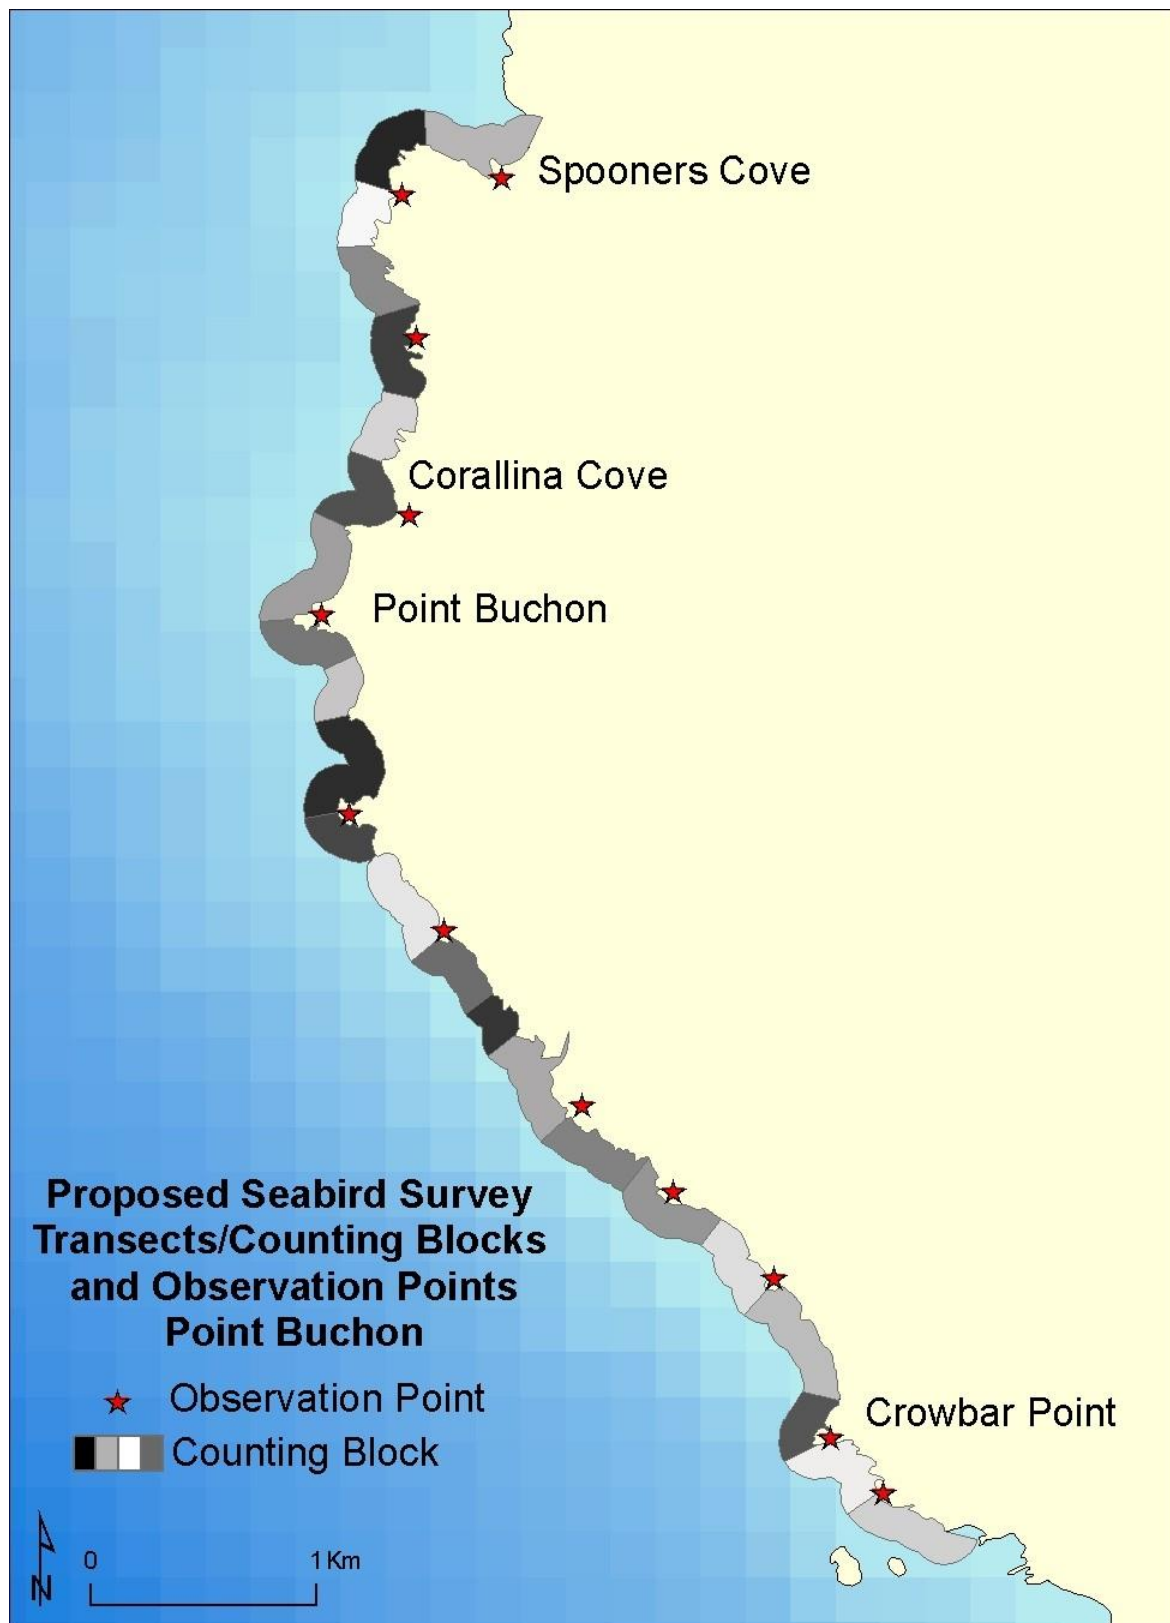 Spooners Cove
Corallina Cove
Point Buchon
Proposed Seabird Survey
Transects/Counting Blocks
and Observation Points
Point Buchon
Observation Point
Counting Block
Crowbar Point
N
0 1 Km